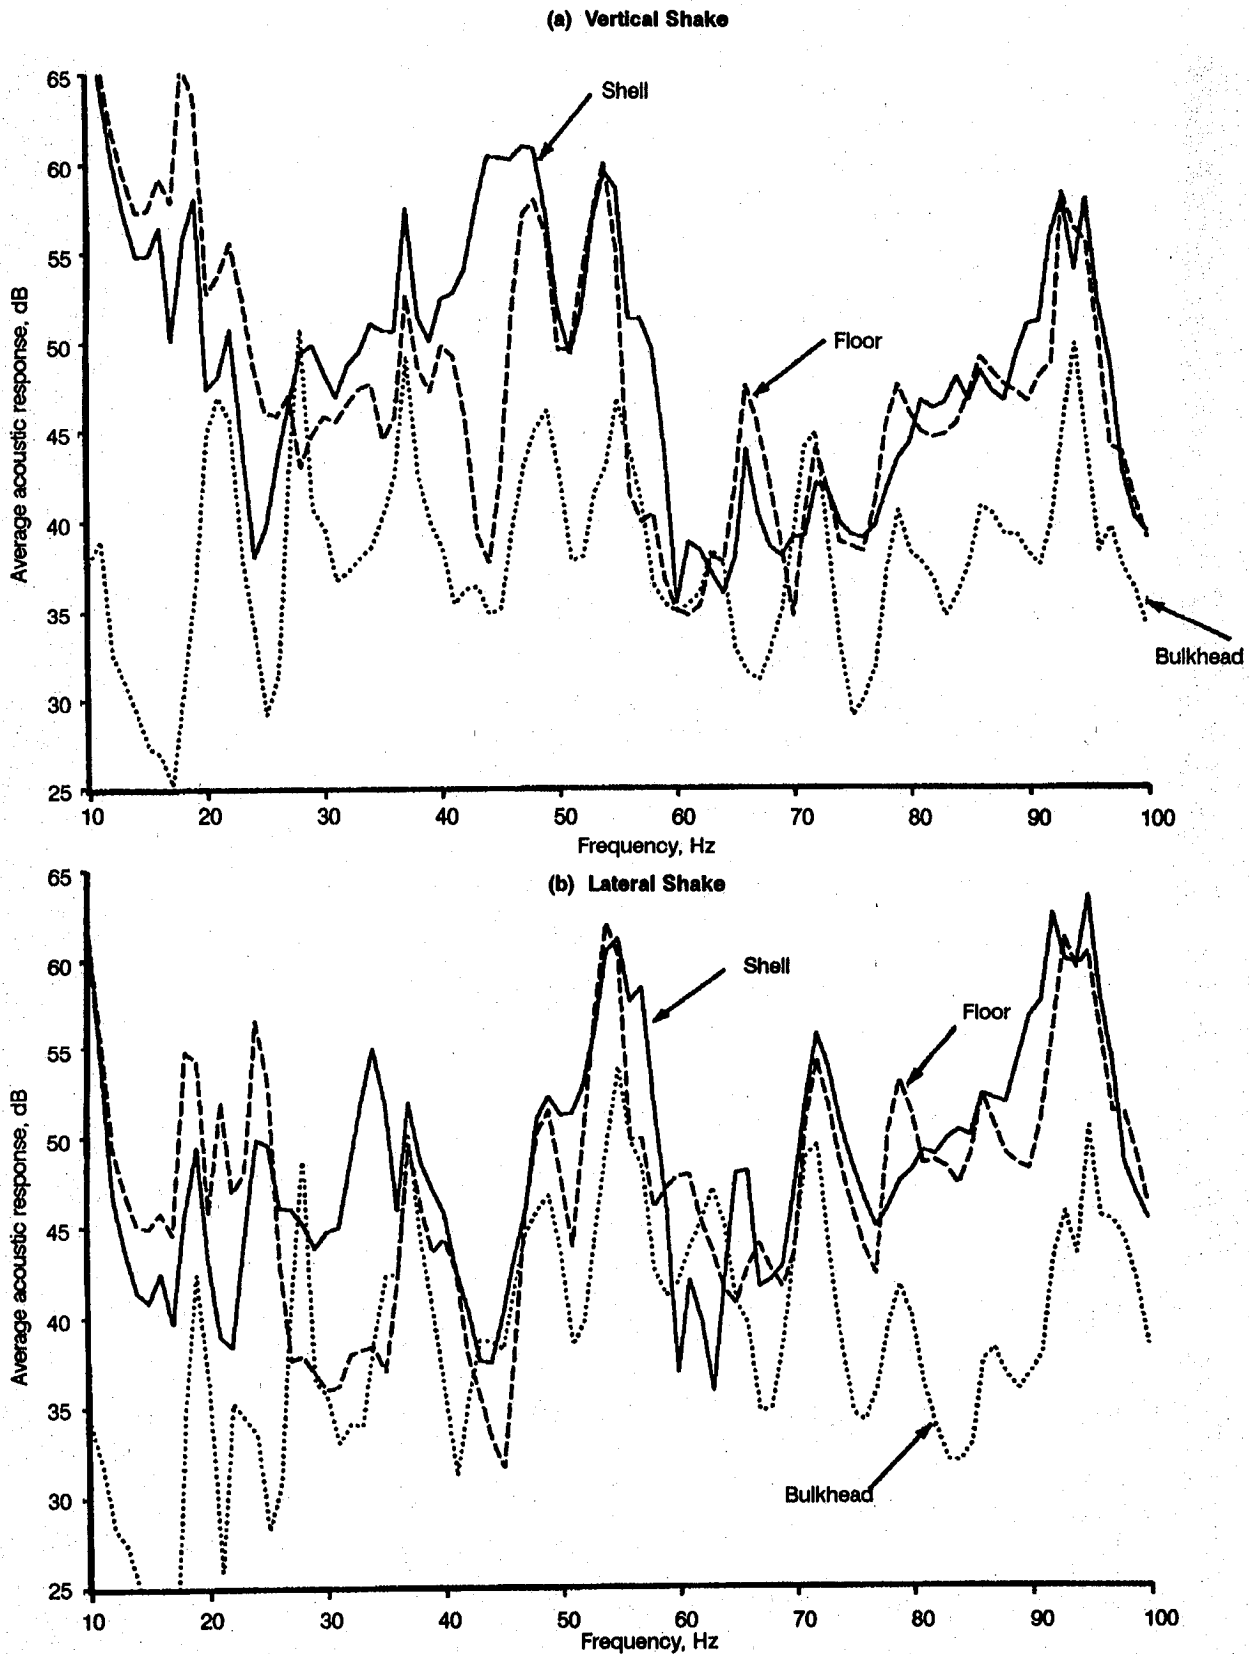 (a) Vertical Shake
65
Shell
60
55
50
Floor
45
40
35
Bulkhead
30
25
10 20 30 40 50 60 70 80 90 100
Average acoustic response, dB
Frequency, Hz
(b) Lateral Shake
65
60
Shell
Floor
55
50
45
40
35
Bulkhead
30
25
10 20 30 40 50 60 70 80 90 100
Average acoustic response, dB
Frequency, Hz